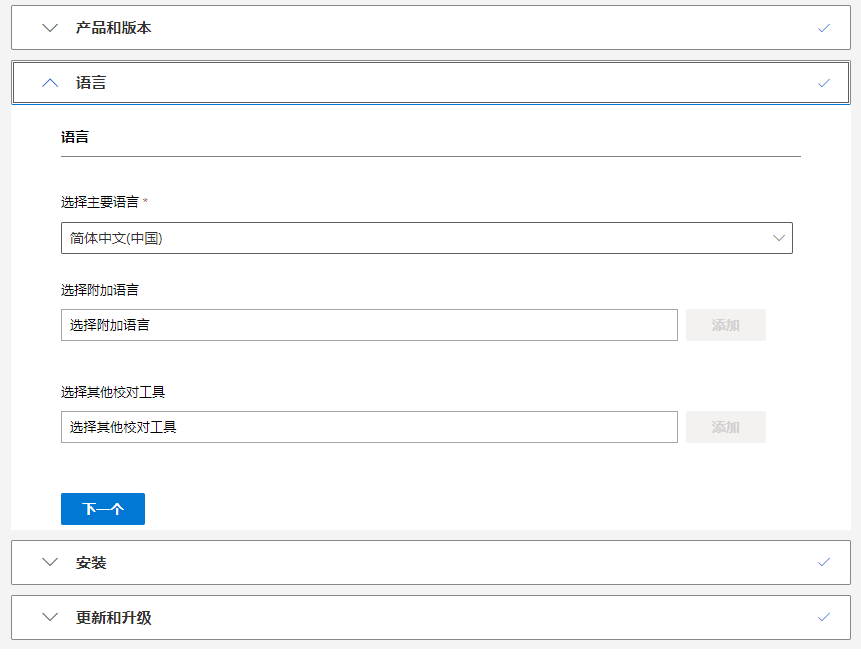 产品和版本
语言
语言
选择主要语言 *
简体中文(中国)
选择附加语言
选择附加语言
添加
选择其他校对工具
选择其他校对工具
添加
下一个
安装
更新和升级